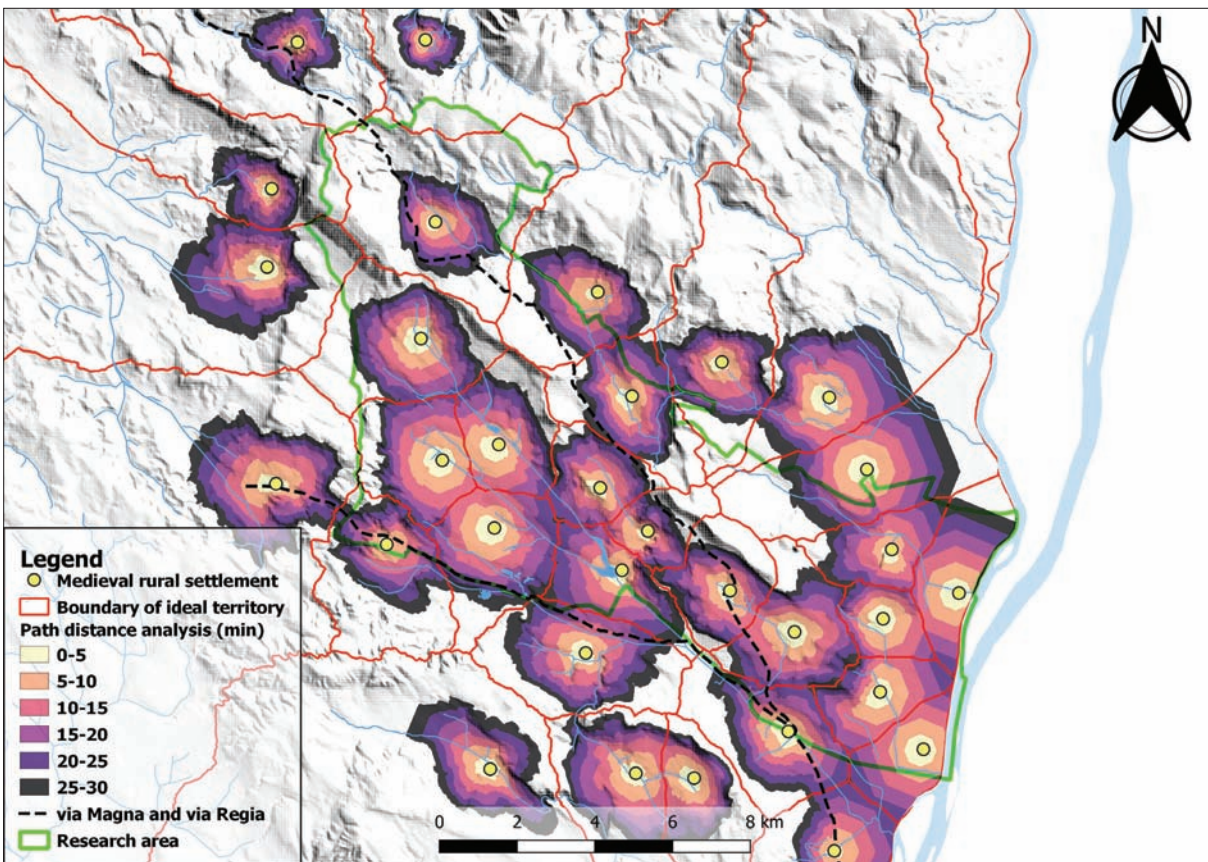 N
Legend
Medieval rural settlement
Boundary of ideal territory
Path distance analysis (min)
0-5
5-10
10-15
15-20
20-25
25-30
via Magna and via Regia
Research area
0 2 4 6 8 km